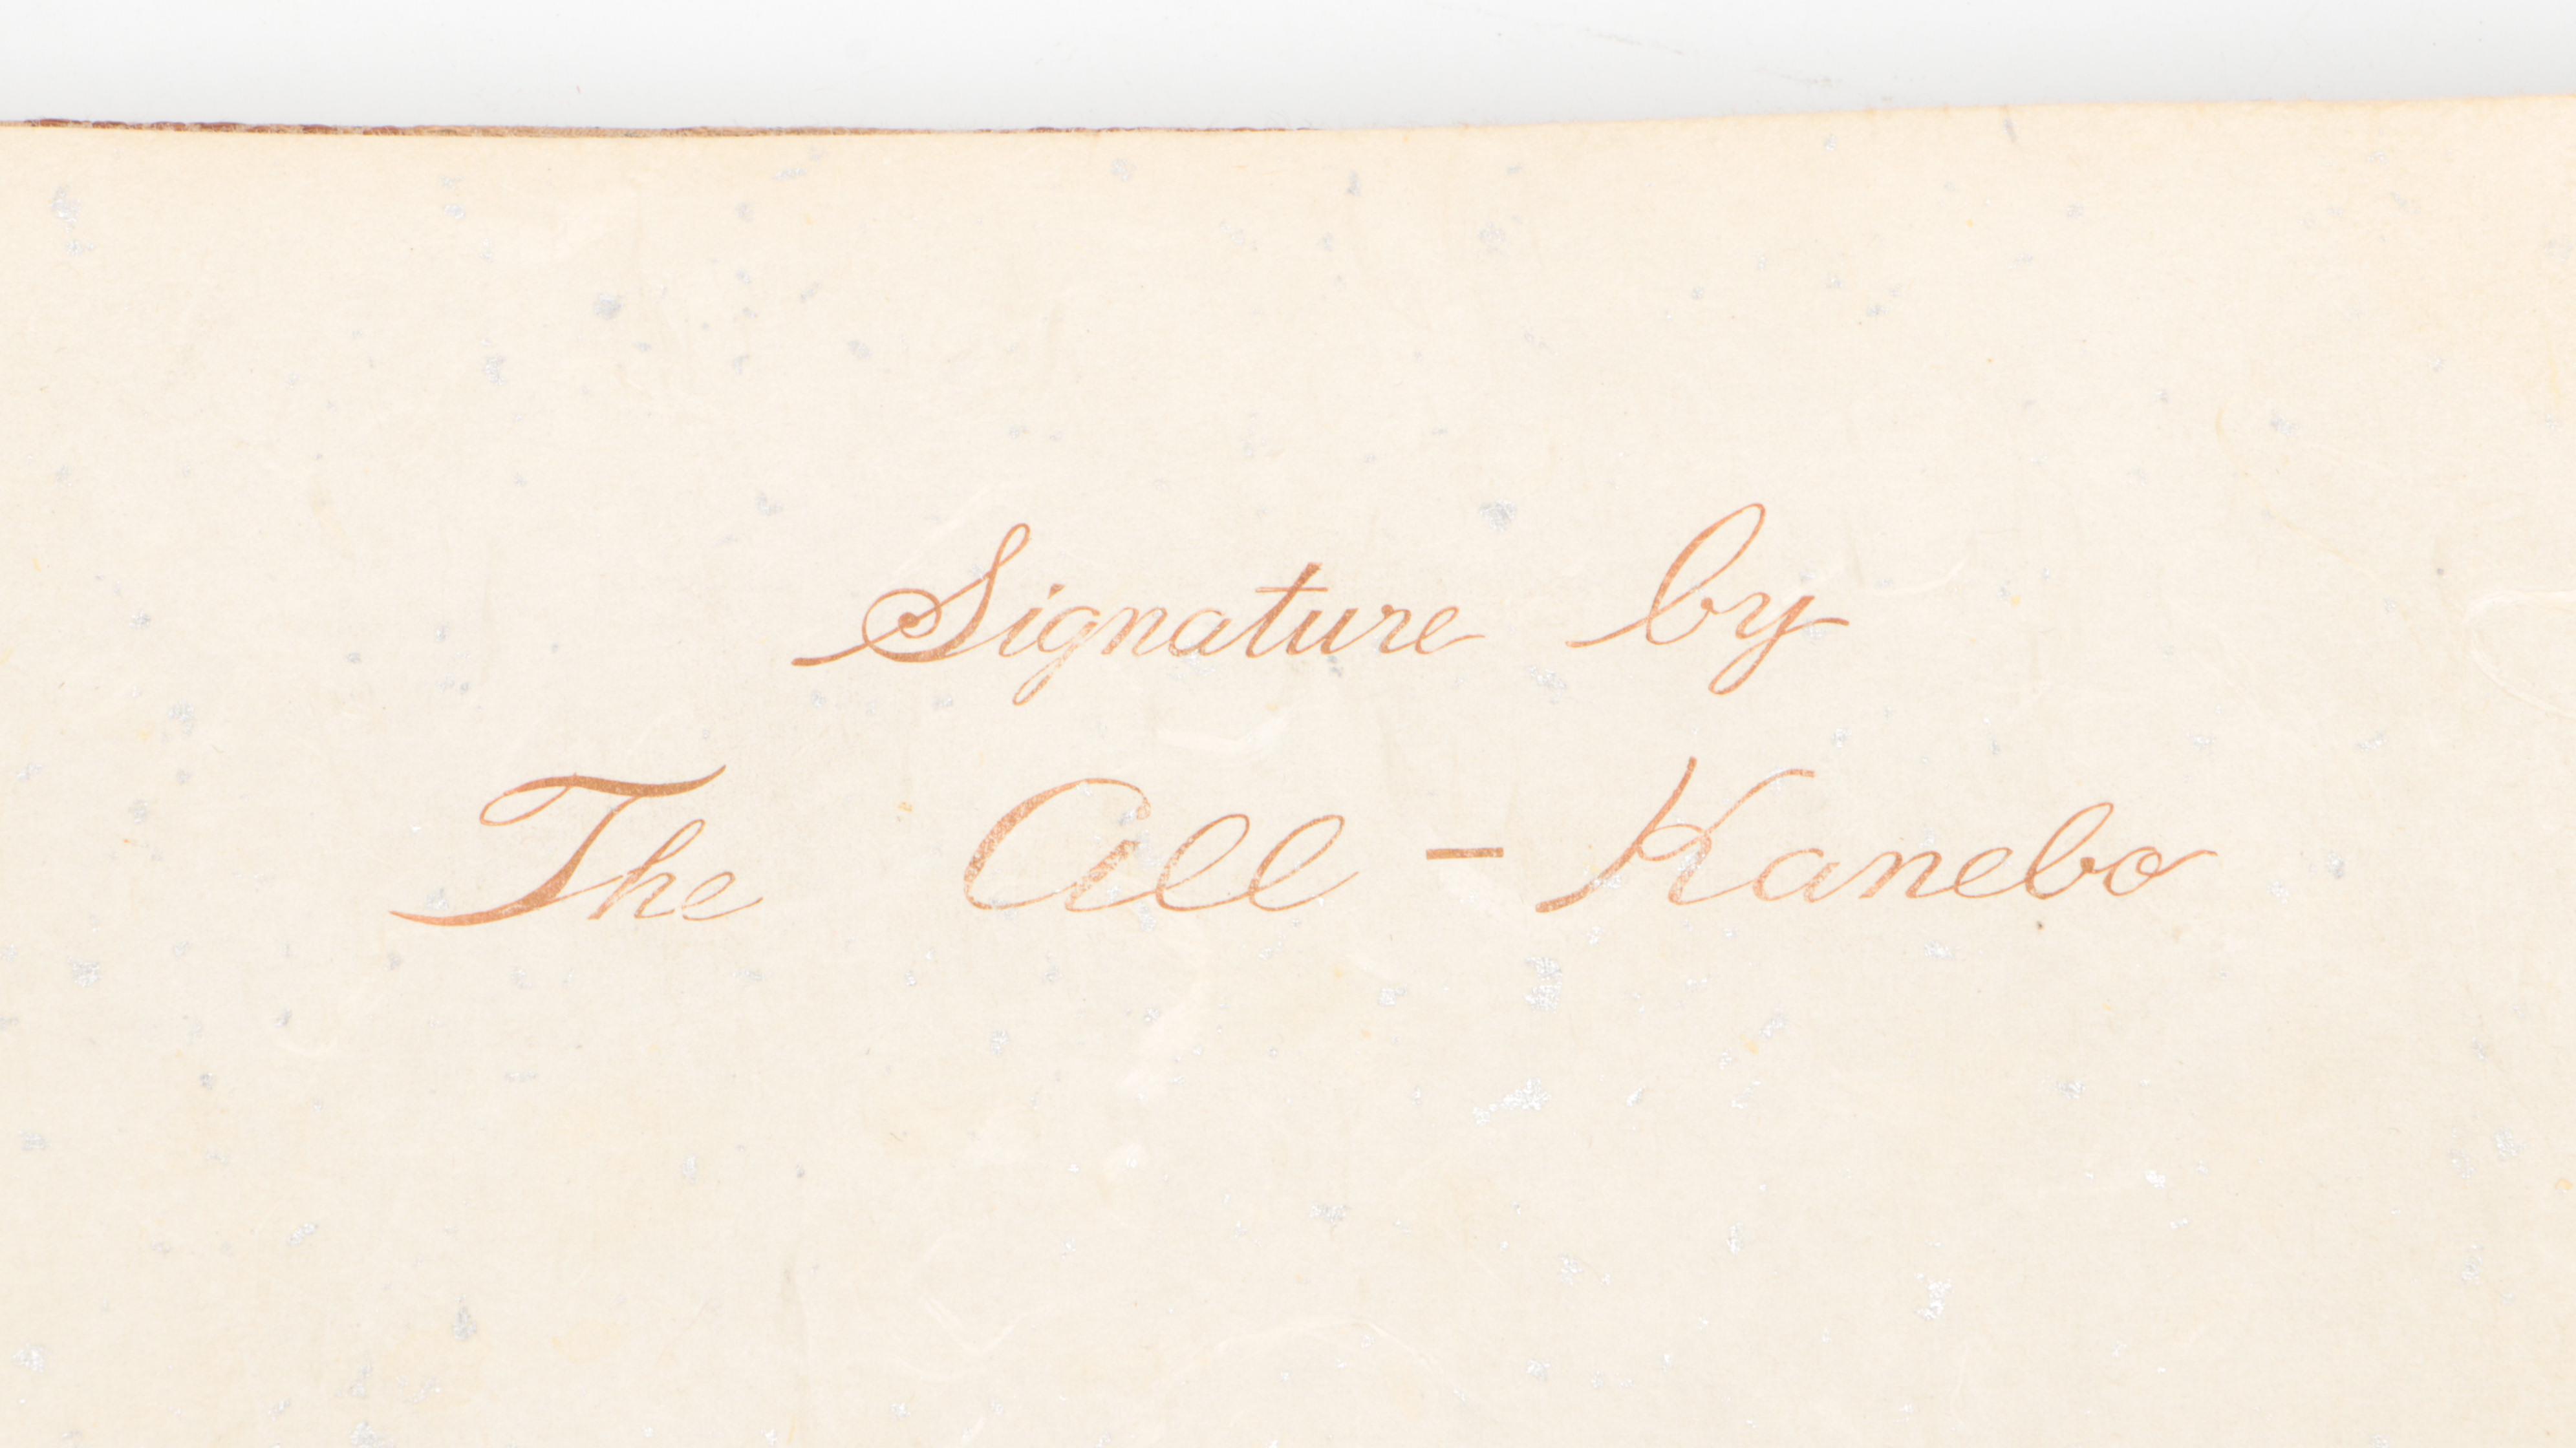 Signature by
The All - Kanebo